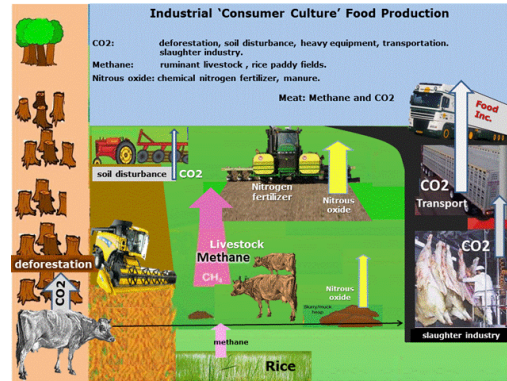 Industrial ‘Consumer Culture’ Food Production
CO2: deforestation, soil disturbance, heavy equipment, transportation.
slaughter industry.
Methane: ruminant livestock , rice paddy fields.
Nitrous oxide: chemical nitrogen fertilizer, manure.
Meat: Methane and CO2
Food
Inc.
soil disturbance
CO2
Nitrogen
fertilizer
Nitrous
oxide
CO2
Transport
Livestock
Methane
CH4
CO2
deforestation
CO2
Nitrous
oxide
heap
methane
Rice
slaughter industry